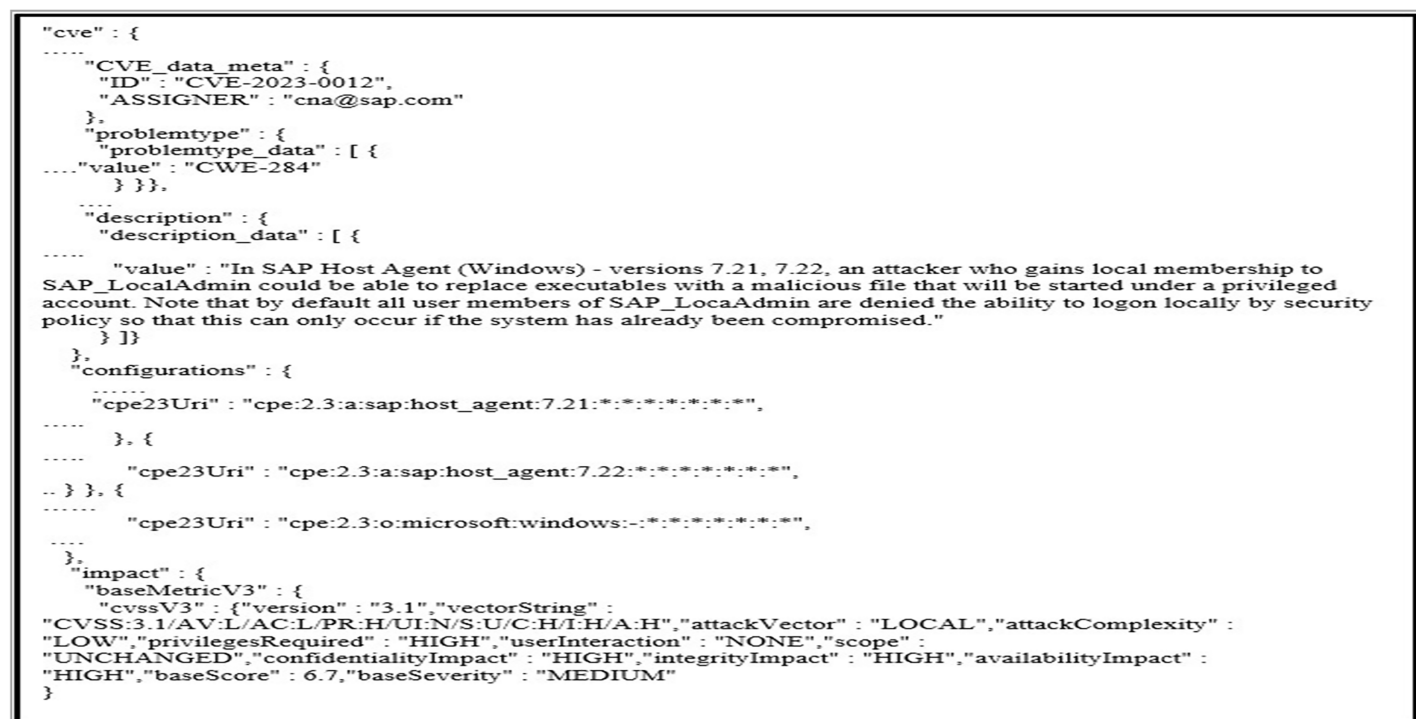 "cve" : {
.....
"CVE_data_meta" : {
"ID" : "CVE-2023-0012",
"ASSIGNER" : "cna@sap.com"
},
"problemtype" : {
"problemtype_data" : [ {
...."value" : "CWE-284"
} }},
....
"description" : {
"description_data" : [ {
.....
"value" : "In SAP Host Agent (Windows) - versions 7.21, 7.22, an attacker who gains local membership to
SAP_LocalAdmin could be able to replace executables with a malicious file that will be started under a privileged
account. Note that by default all user members of SAP_LocaAdmin are denied the ability to logon locally by security
policy so that this can only occur if the system has already been compromised."
} ]}
},
"configurations" : {
......
"cpe23Uri" : "cpe:2.3:a:sap:host_agent:7.21:*:*:*:*:*:*:*",
.....
}, {
.....
"cpe23Uri" : "cpe:2.3:a:sap:host_agent:7.22:*:*:*:*:*:*:*",
.. } }, {
......
"cpe23Uri" : "cpe:2.3:o:microsoft:windows:-:*:*:*:*:*:*:*",
....
},
"impact" : {
"baseMetricV3" : {
"cvssV3" : {"version" : "3.1","vectorString" :
"CVSS:3.1/AV:L/AC:L/PR:H/UI:N/S:U/C:H/I:H/A:H","attackVector" : "LOCAL","attackComplexity" :
"LOW","privilegesRequired" : "HIGH","userInteraction" : "NONE","scope" :
"UNCHANGED","confidentialityImpact" : "HIGH","integrityImpact" : "HIGH","availabilityImpact" :
"HIGH","baseScore" : 6.7,"baseSeverity" : "MEDIUM"
}